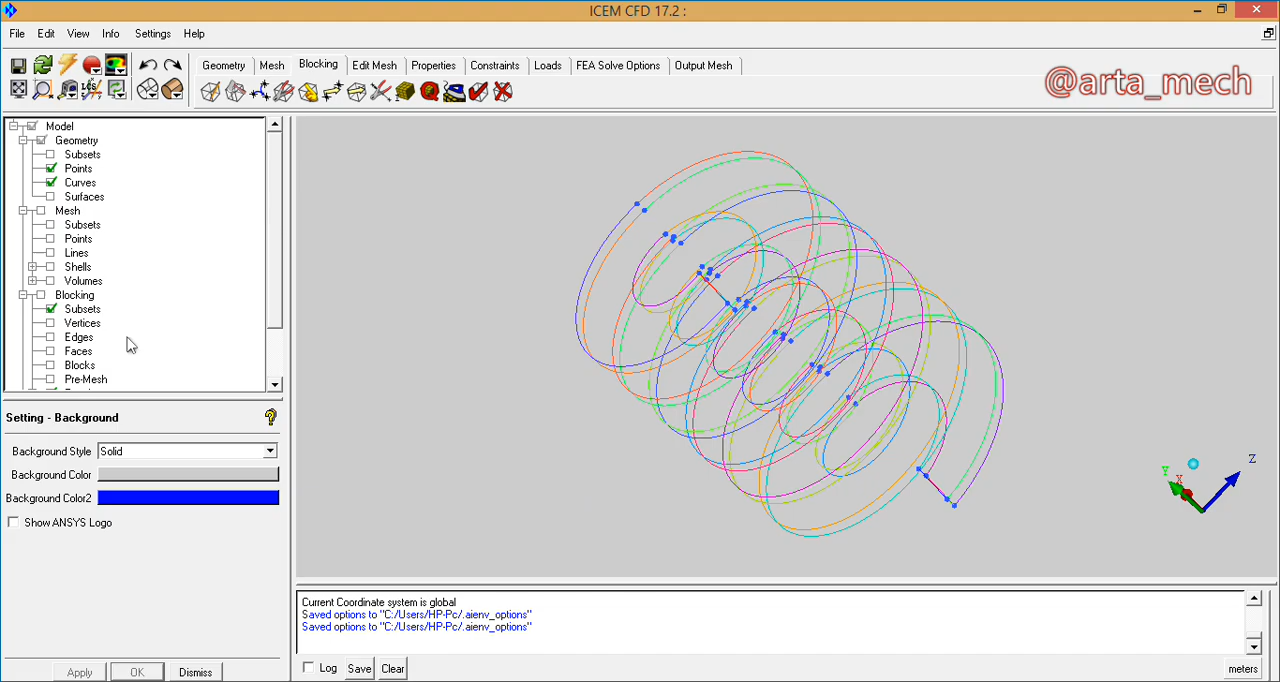 ICEM CFD 17.2 :
File Edit View Info Settings Help
Geometry Mesh Blocking Edit Mesh Properties Constraints Loads FEA Solve Options Output Mesh
@arta_mech
Model
Geometry
Subsets
Points
Curves
Surfaces
Mesh
Subsets
Points
Lines
Shells
Volumes
Blocking
Subsets
Vertices
Edges
Faces
Blocks
Pre-Mesh
Setting - Background
Background Style Solid
Background Color
Background Color2
Show ANSYS Logo
Apply OK Dismiss
Y
X
Z
Current Coordinate system is global
Saved options to "C:/Users/HP-Pc/.aienv_options"
Saved options to "C:/Users/HP-Pc/.aienv_options"
Log Save Clear
meters